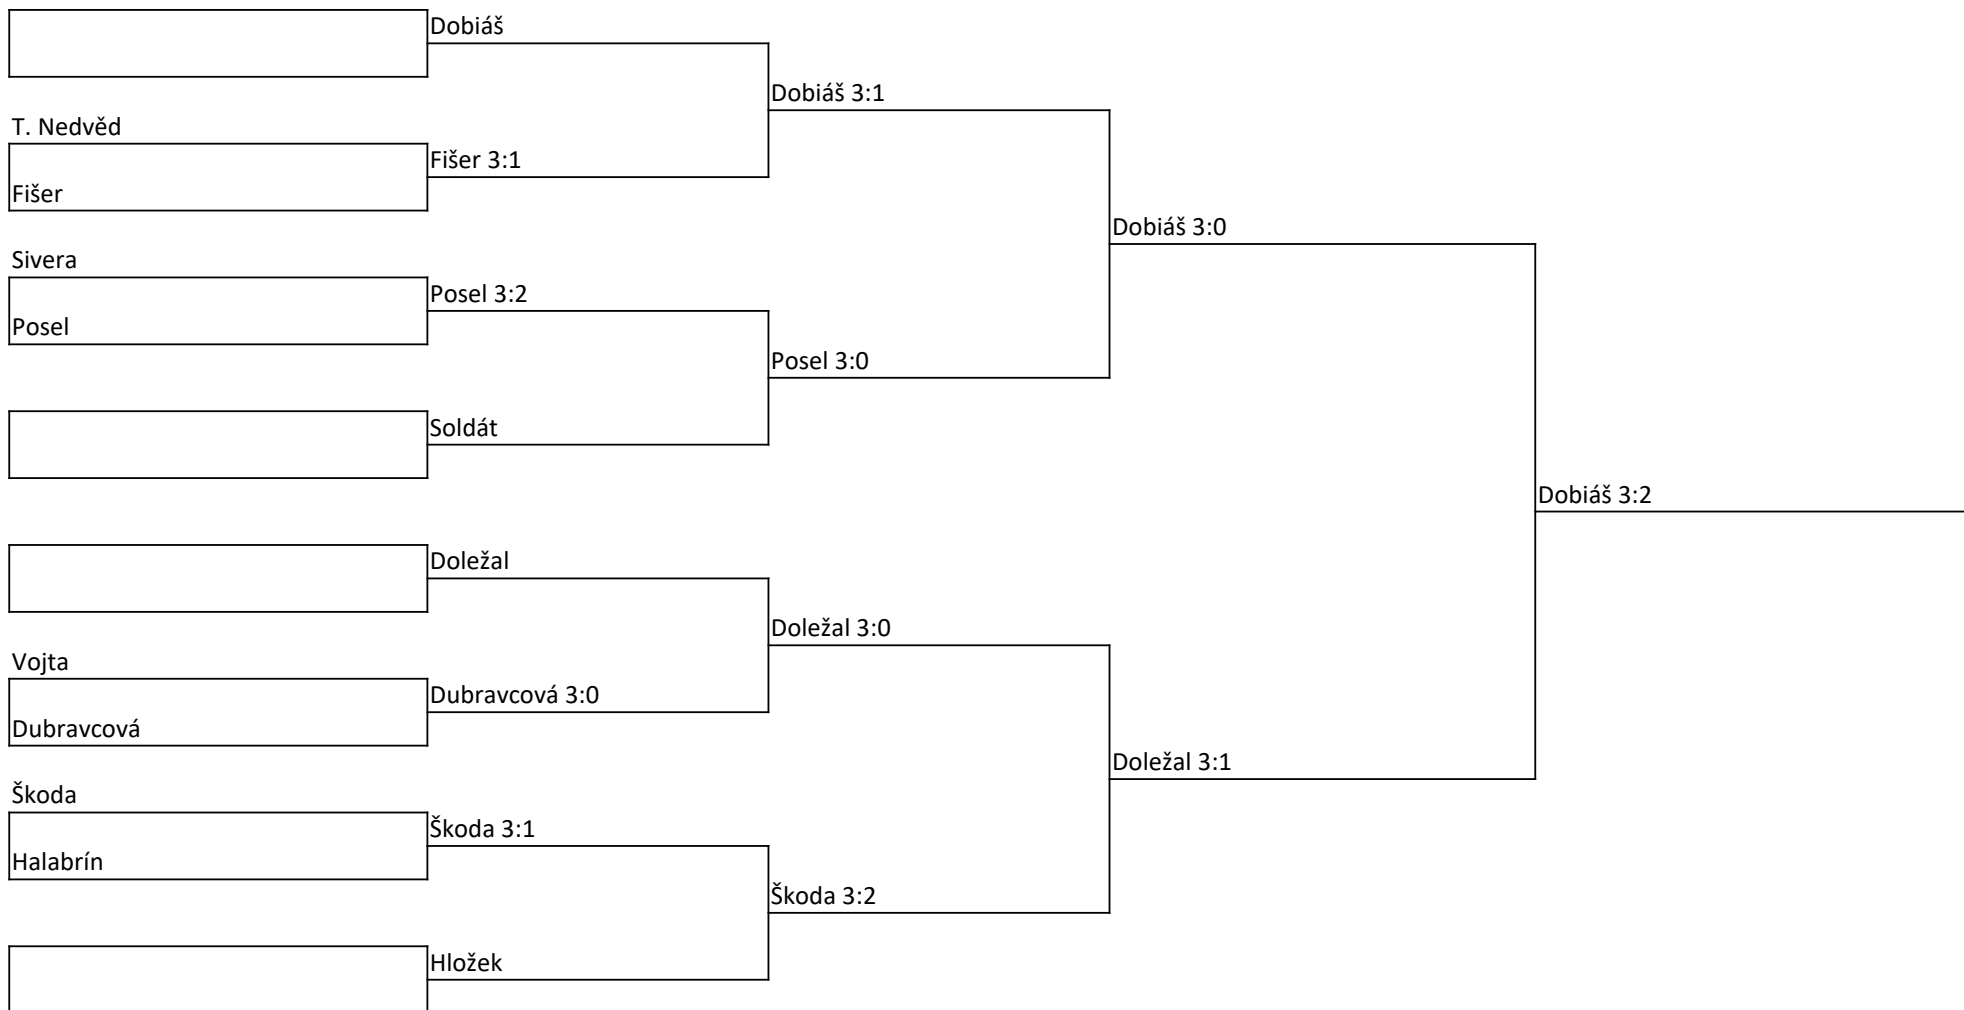 Dobiáš
Dobiáš 3:1
T. Nedvěd
Fišer 3:1
Fišer
Dobiáš 3:0
Sivera
Posel 3:2
Posel
Posel 3:0
Soldát
Dobiáš 3:2
Doležal
Doležal 3:0
Vojta
Dubravcová 3:0
Dubravcová
Doležal 3:1
Škoda
Škoda 3:1
Halabrín
Škoda 3:2
Hložek